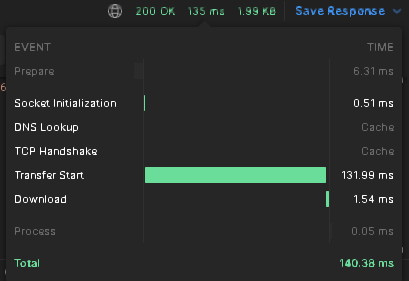 200 OK 135 ms 1.99 KB Save Response
EVENT TIME
Prepare 6.31 ms
Socket Initialization 0.51 ms
DNS Lookup Cache
TCP Handshake Cache
Transfer Start 131.99 ms
Download 1.54 ms
Process 0.05 ms
Total 140.38 ms